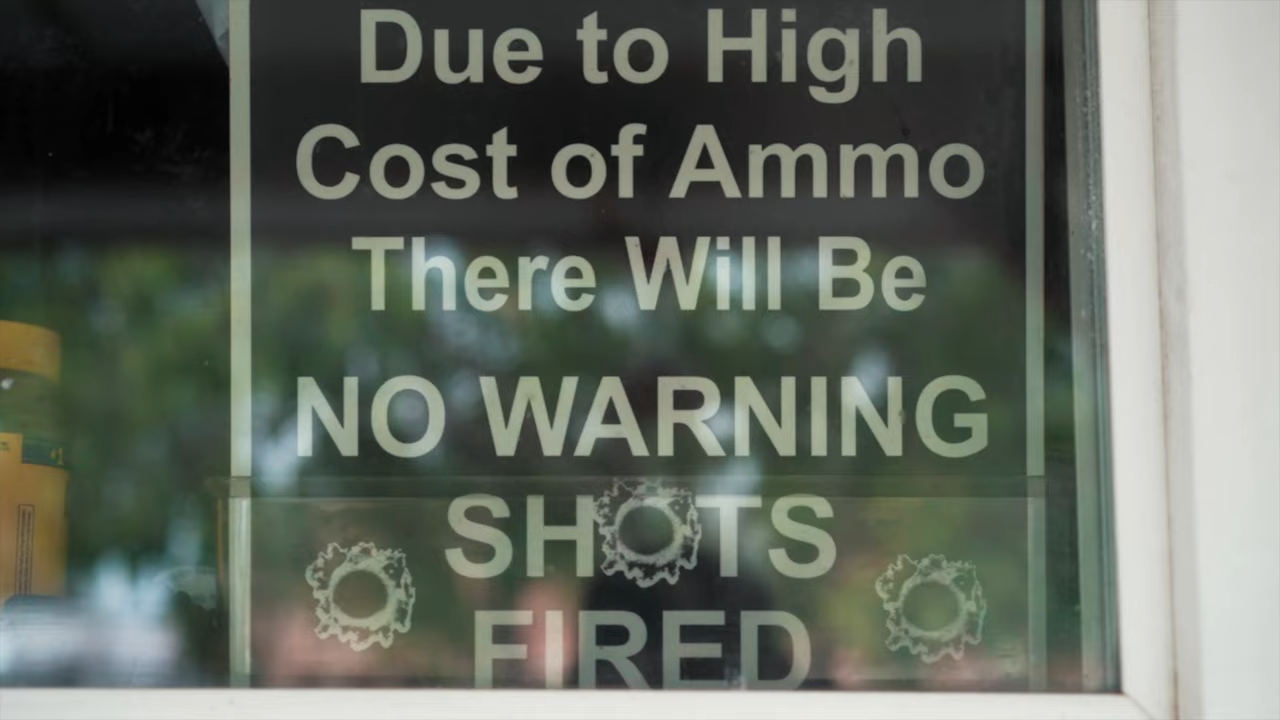 Due to High
Cost of Ammo
There Will Be
NO WARNING
SHOTS
FIRED